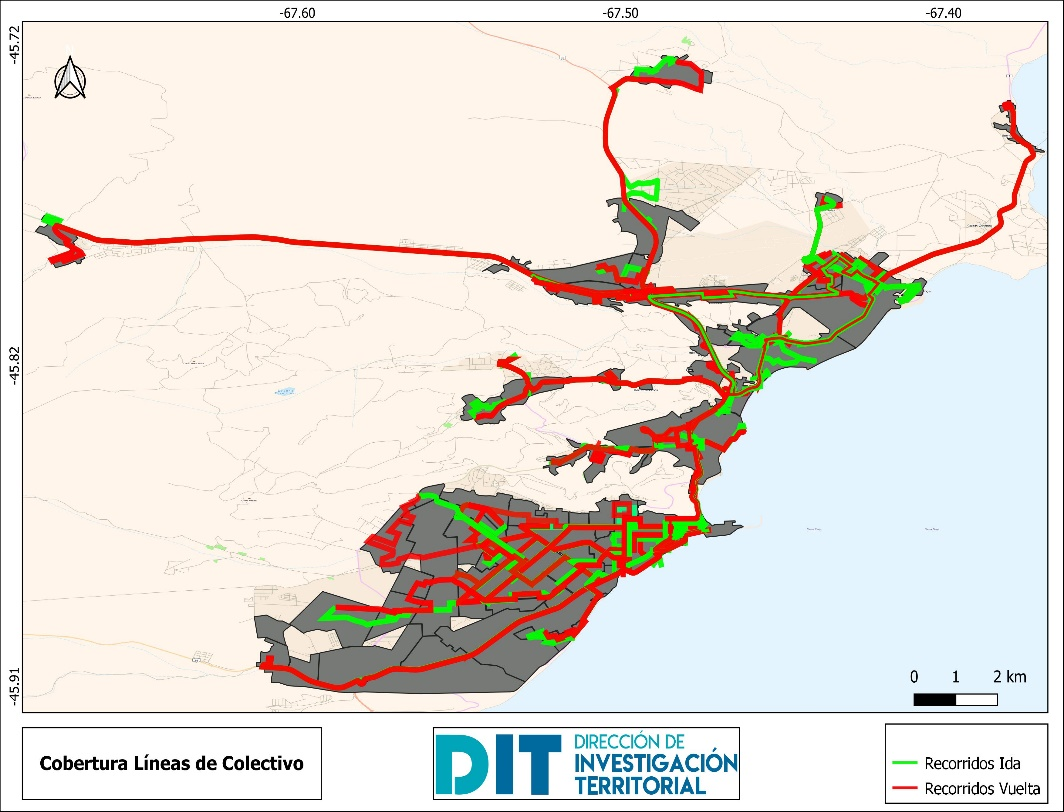 -67.60
-67.50
-67.40
-45.72
-45.82
-45.91
0 1 2 km
Cobertura Líneas de Colectivo
DIT
DIRECCIÓN DE
INVESTIGACIÓN
TERRITORIAL
Recorridos Ida
Recorridos Vuelta